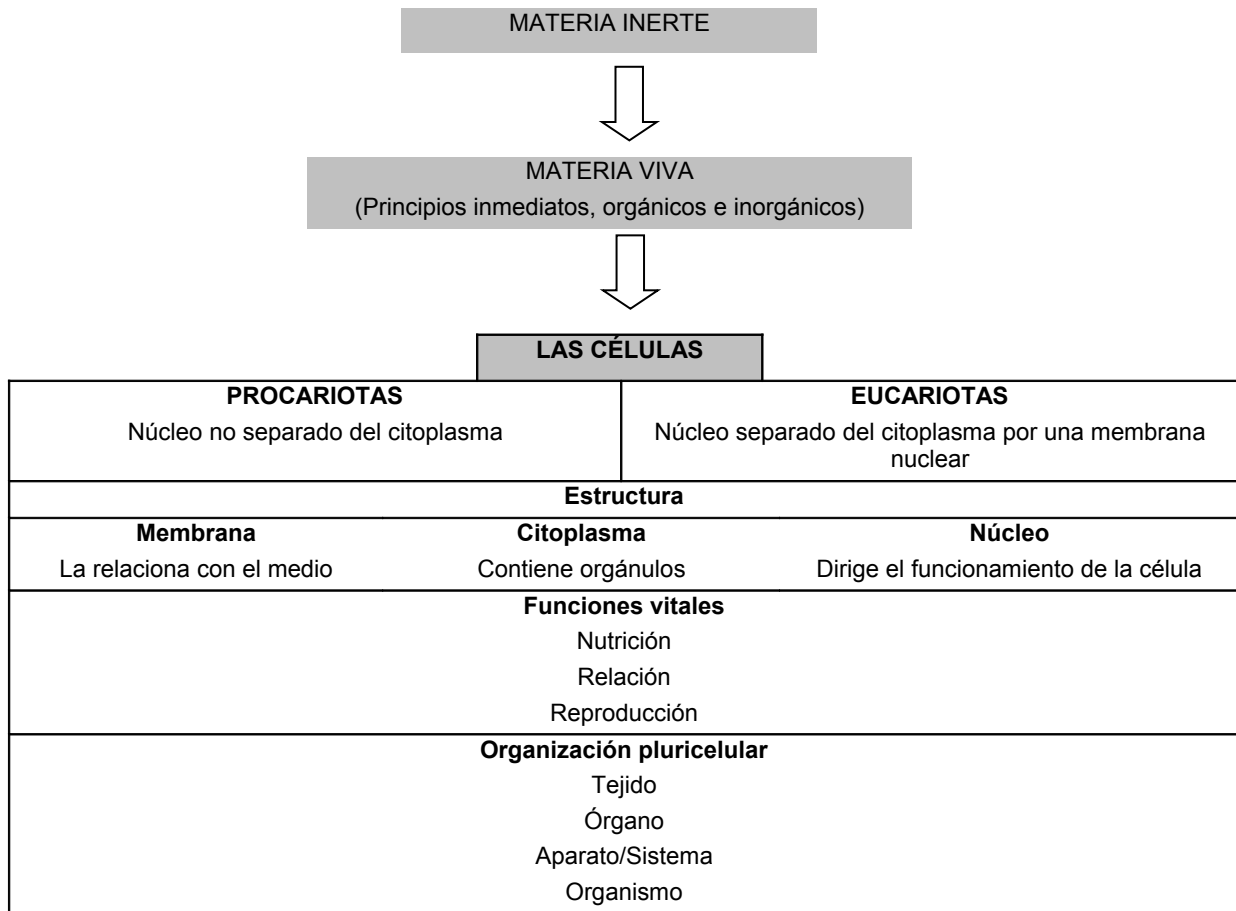 MATERIA INERTE
MATERIA VIVA
(Principios inmediatos, orgánicos e inorgánicos)
LAS CÉLULAS
PROCARIOTAS
Núcleo no separado del citoplasma
EUCARIOTAS
Núcleo separado del citoplasma por una membrana
nuclear
Estructura
Membrana
La relaciona con el medio
Citoplasma
Contiene orgánulos
Núcleo
Dirige el funcionamiento de la célula
Funciones vitales
Nutrición
Relación
Reproducción
Organización pluricelular
Tejido
Órgano
Aparato/Sistema
Organismo